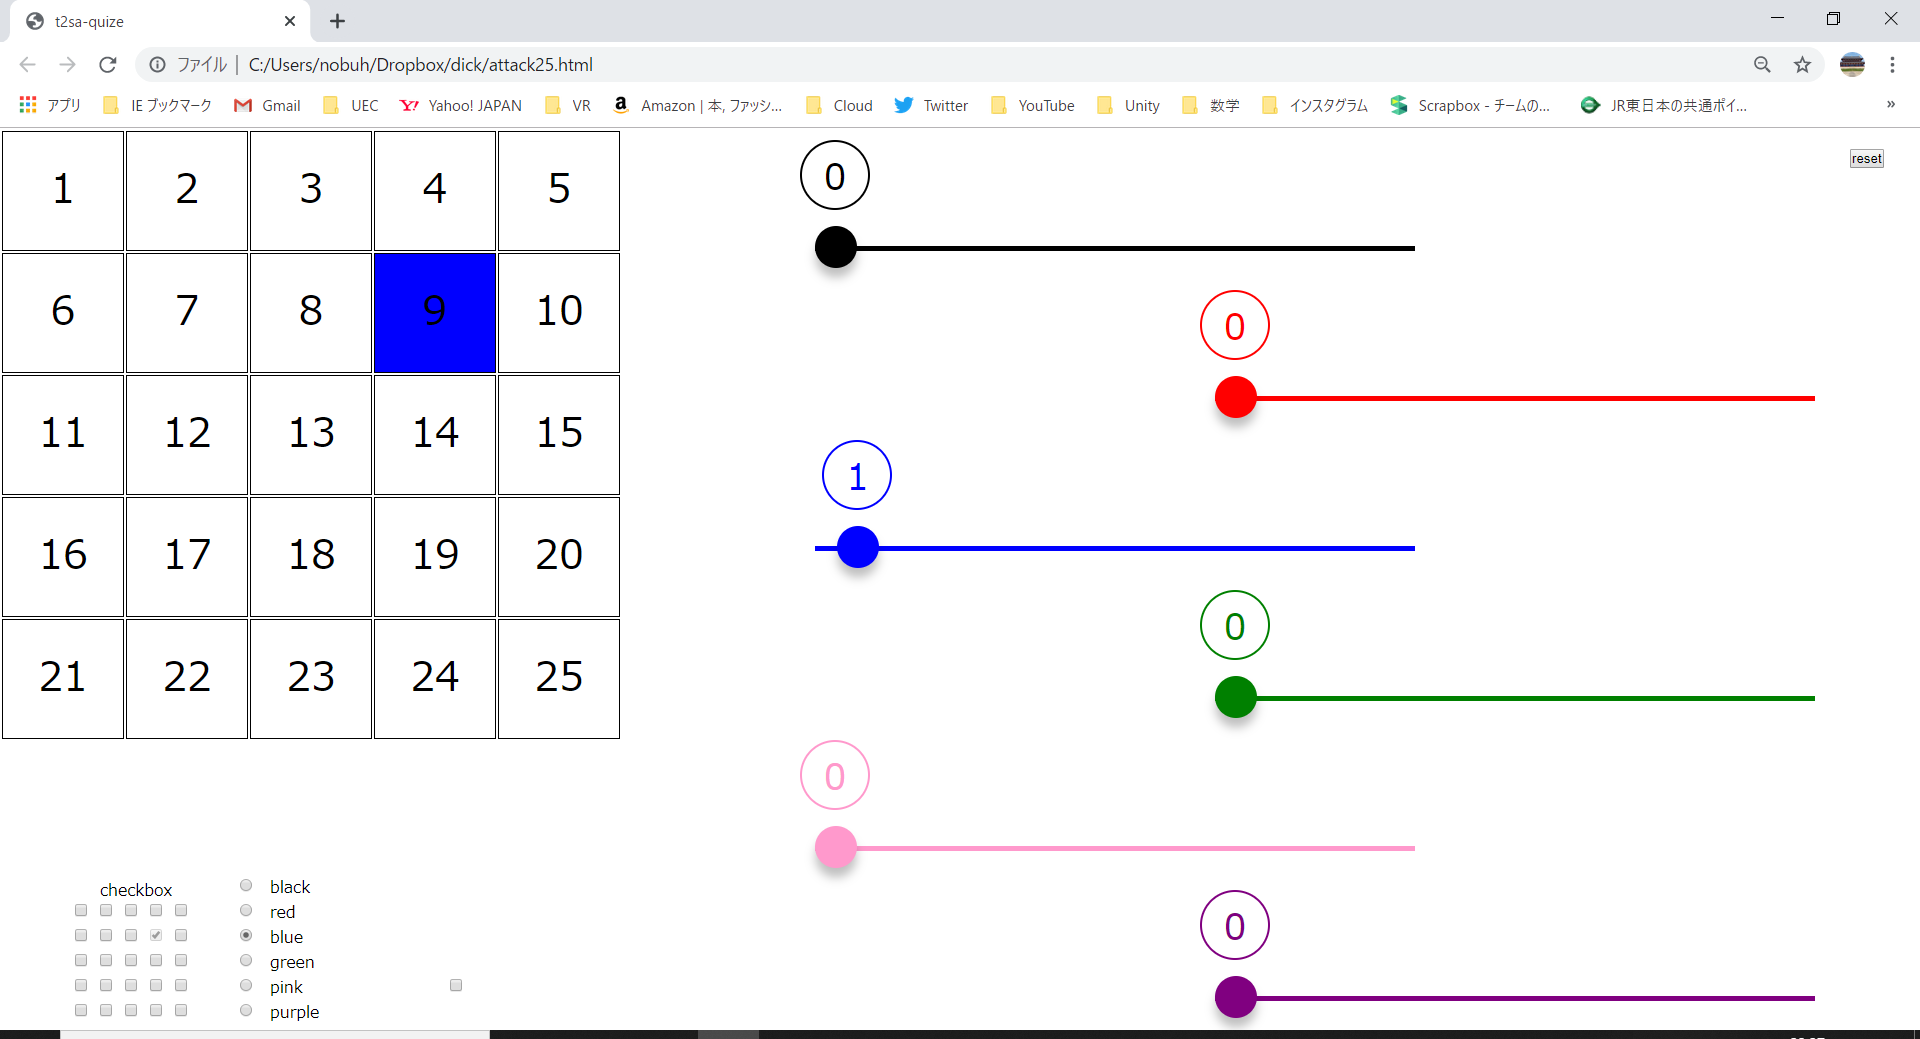 t2sa-quize
ファイル | C:/Users/nobuh/Dropbox/dick/attack25.html
アプリ IE ブックマーク Gmail UEC Yahoo! JAPAN VR Amazon | 本, ファッシ... Cloud Twitter YouTube Unity 数学 インスタグラム Scrapbox - チームの... JR東日本の共通ポイ... »
1 2 3 4 5
6 7 8 9 10
11 12 13 14 15
16 17 18 19 20
21 22 23 24 25
0
reset
0
1
0
0
0
checkbox
black
red
blue
green
pink
purple